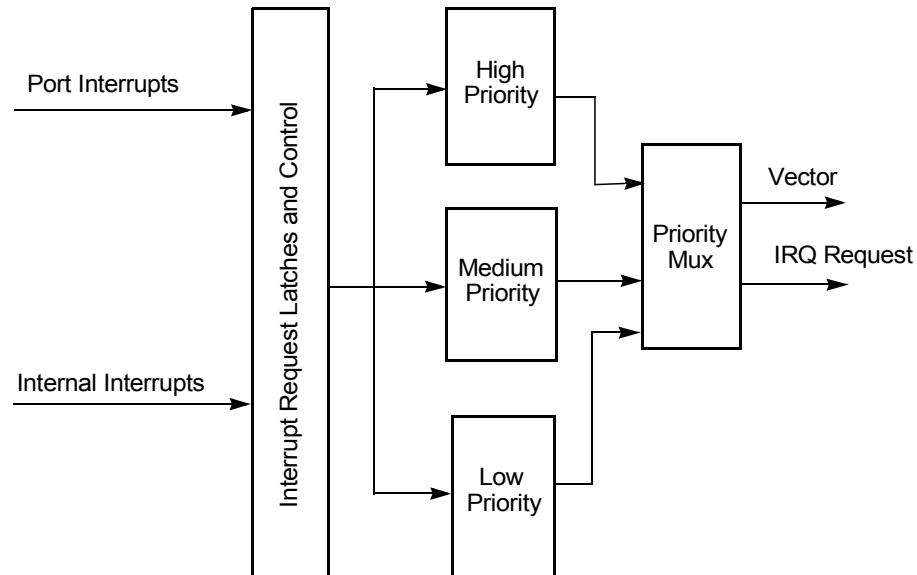 Port Interrupts
Internal Interrupts
Interrupt Request Latches and Control
High
Priority
Medium
Priority
Low
Priority
Priority
Mux
Vector
IRQ Request